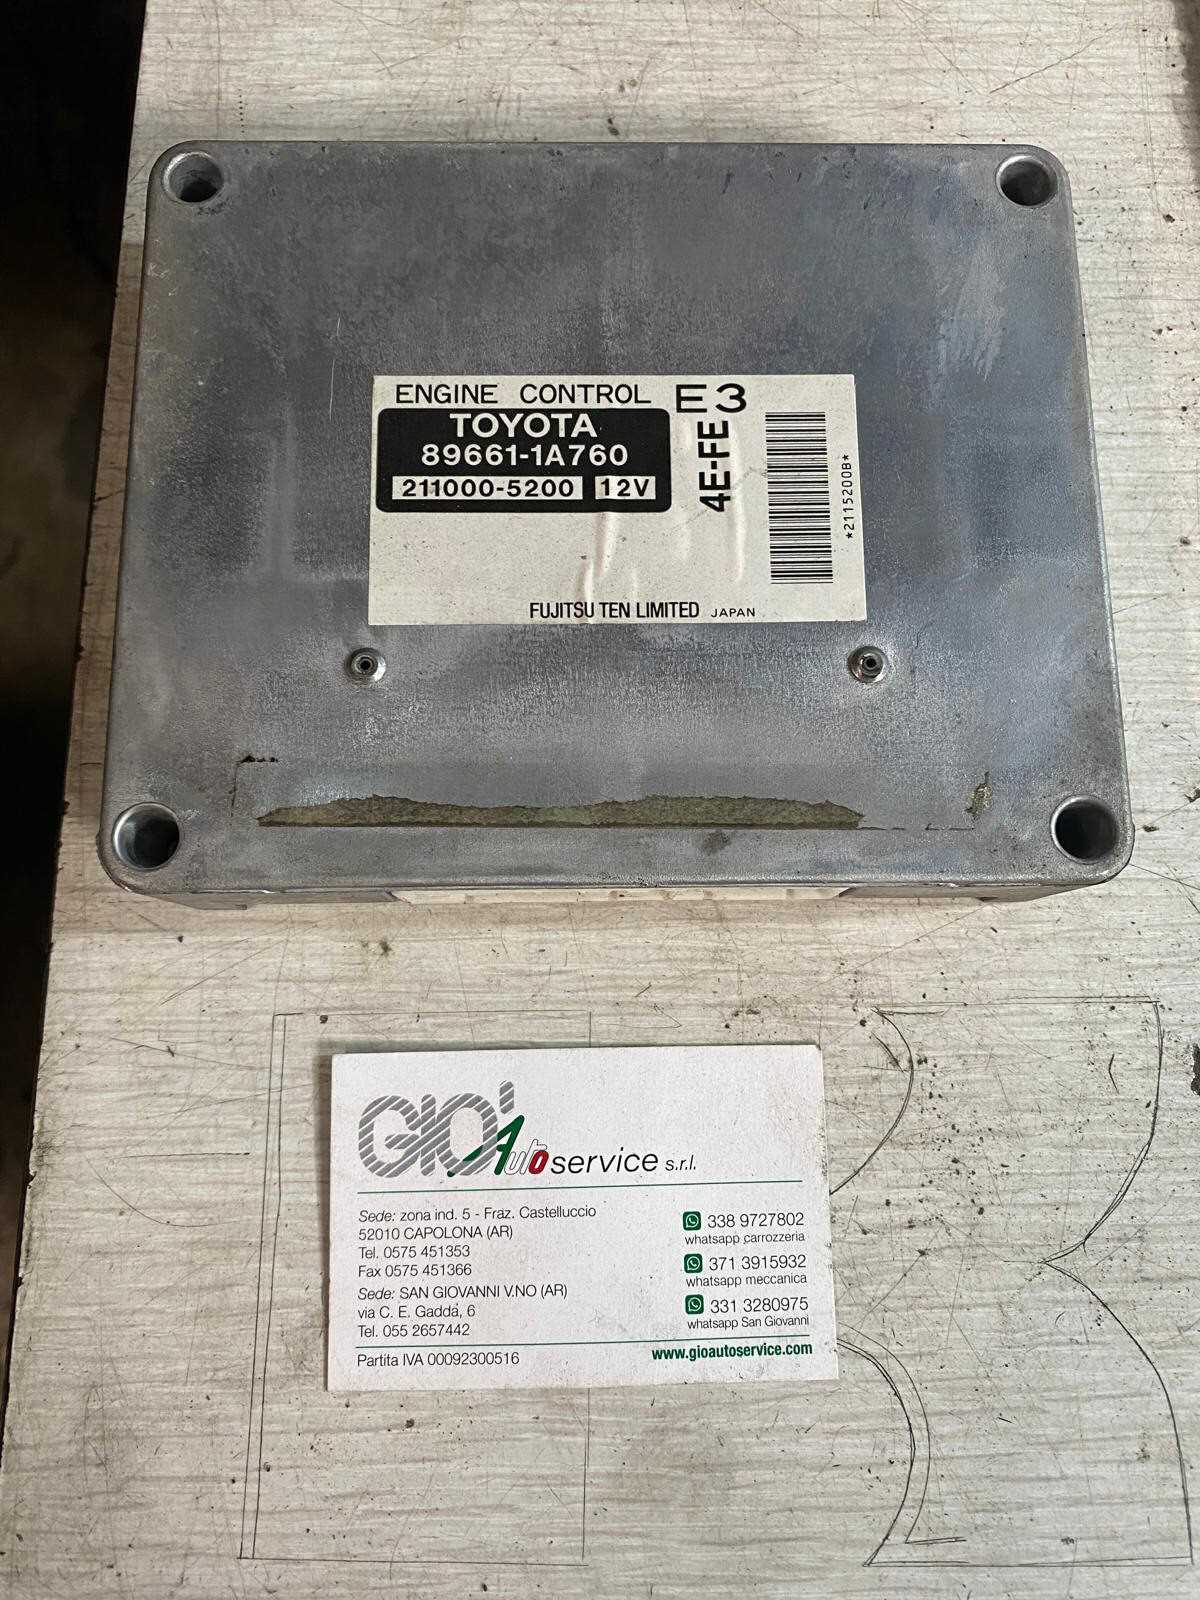 ENGINE CONTROL E3
TOYOTA
89661-1A760
211000-5200 12V
4E-FE
*2115200B*
FUJITSU TEN LIMITED JAPAN
GIO' Auto service s.r.l.
Sede: zona ind. 5 - Fraz. Castelluccio
52010 CAPOLONA (AR)
Tel. 0575 451353
Fax 0575 451366
Sede: SAN GIOVANNI V.NO (AR)
via C. E. Gadda, 6
Tel. 055 2657442
Partita IVA 00092300516
338 9727802
whatsapp carrozzeria
371 3915932
whatsapp meccanica
331 3280975
whatsapp San Giovanni
www.gioautoservice.com